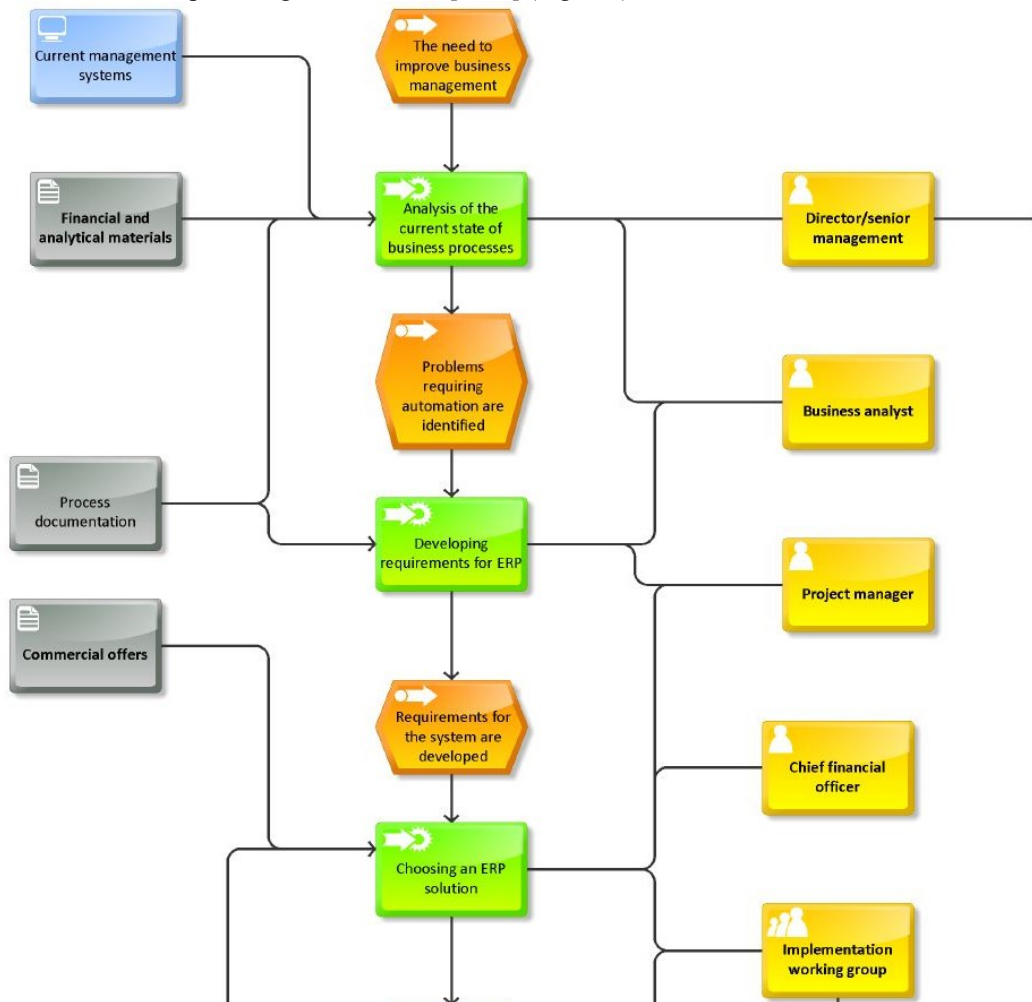 Current management
systems
The need to
improve business
management
Financial and
analytical materials
Analysis of the
current state of
business processes
Director/senior
management
Problems
requiring
automation are
identified
Business analyst
Process
documentation
Developing
requirements for ERP
Project manager
Commercial offers
Requirements for
the system are
developed
Chief financial
officer
Choosing an ERP
solution
Implementation
working group